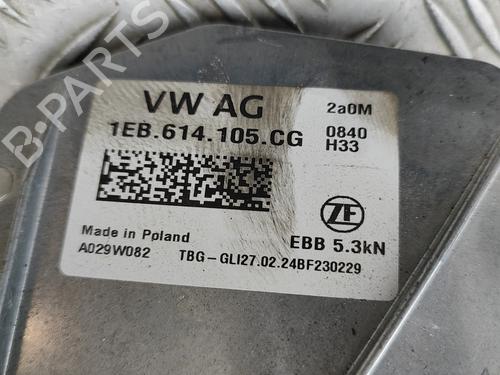 VW AG
2a0M
1EB.614.105.CG
0840
H33
ZF
Made in Poland
EBB 5.3kN
A029W082
TBG-GLI27.02.24BF230229
B-PARTS